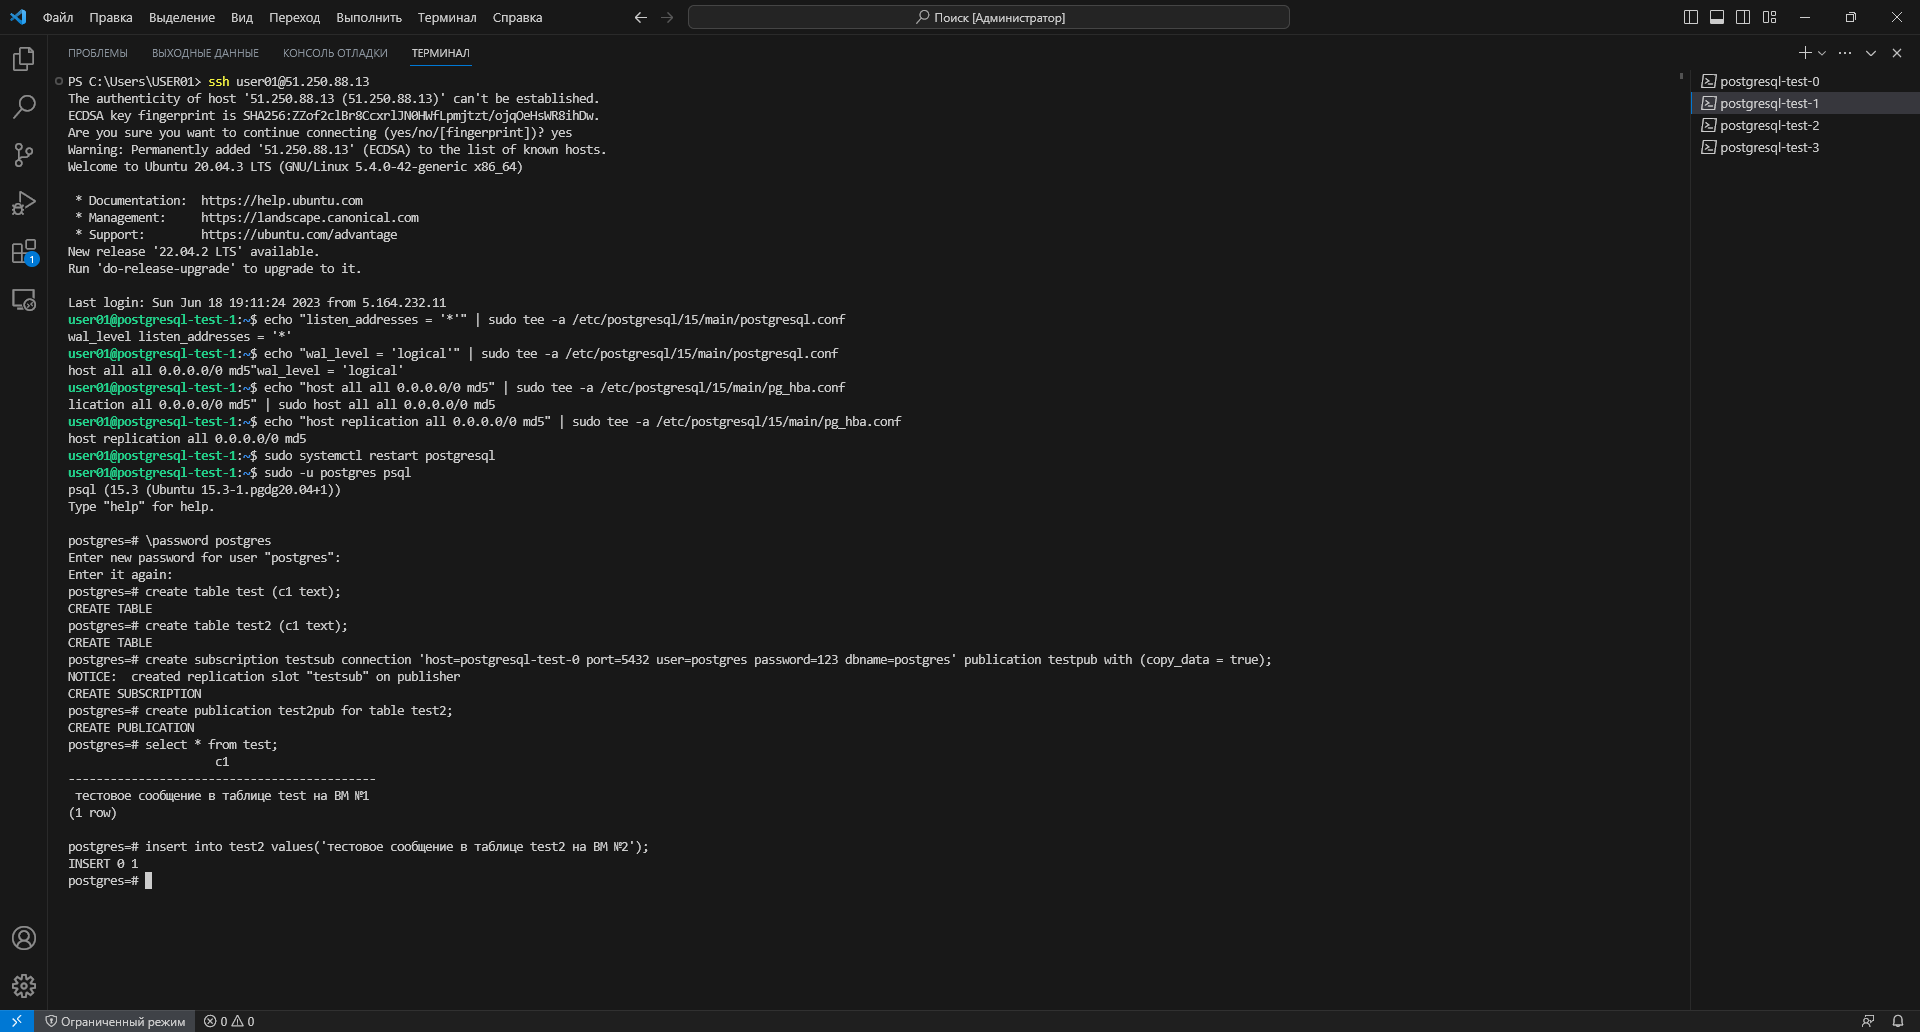 Файл Правка Выделение Вид Переход Выполнить Терминал Справка
Поиск [Администратор]
ПРОБЛЕМЫ ВЫХОДНЫЕ ДАННЫЕ КОНСОЛЬ ОТЛАДКИ ТЕРМИНАЛ
PS C:\Users\USER01> ssh user01@51.250.88.13
The authenticity of host '51.250.88.13 (51.250.88.13)' can't be established.
ECDSA key fingerprint is SHA256:ZZof2clBr8CcxrlJN0HWfLpmjtzt/ojqOeHsWR8ihDw.
Are you sure you want to continue connecting (yes/no/[fingerprint])? yes
Warning: Permanently added '51.250.88.13' (ECDSA) to the list of known hosts.
Welcome to Ubuntu 20.04.3 LTS (GNU/Linux 5.4.0-42-generic x86_64)
* Documentation:  https://help.ubuntu.com
* Management:     https://landscape.canonical.com
* Support:        https://ubuntu.com/advantage
New release '22.04.2 LTS' available.
Run 'do-release-upgrade' to upgrade to it.
Last login: Sun Jun 18 19:11:24 2023 from 5.164.232.11
user01@postgresql-test-1:~$ echo "listen_addresses = '*'" | sudo tee -a /etc/postgresql/15/main/postgresql.conf
wal_level listen_addresses = '*'
user01@postgresql-test-1:~$ echo "wal_level = 'logical'" | sudo tee -a /etc/postgresql/15/main/postgresql.conf
host all all 0.0.0.0/0 md5"wal_level = 'logical'
user01@postgresql-test-1:~$ echo "host all all 0.0.0.0/0 md5" | sudo tee -a /etc/postgresql/15/main/pg_hba.conf
lication all 0.0.0.0/0 md5" | sudo host all all 0.0.0.0/0 md5
user01@postgresql-test-1:~$ echo "host replication all 0.0.0.0/0 md5" | sudo tee -a /etc/postgresql/15/main/pg_hba.conf
host replication all 0.0.0.0/0 md5
user01@postgresql-test-1:~$ sudo systemctl restart postgresql
user01@postgresql-test-1:~$ sudo -u postgres psql
psql (15.3 (Ubuntu 15.3-1.pgdg20.04+1))
Type "help" for help.
postgres=# \password postgres
Enter new password for user "postgres":
Enter it again:
postgres=# create table test (c1 text);
CREATE TABLE
postgres=# create table test2 (c1 text);
CREATE TABLE
postgres=# create subscription testsub connection 'host=postgresql-test-0 port=5432 user=postgres password=123 dbname=postgres' publication testpub with (copy_data = true);
NOTICE:  created replication slot "testsub" on publisher
CREATE SUBSCRIPTION
postgres=# create publication test2pub for table test2;
CREATE PUBLICATION
postgres=# select * from test;
c1
--------------------------------------------
тестовое сообщение в таблице test на ВМ №1
(1 row)
postgres=# insert into test2 values('тестовое сообщение в таблице test2 на ВМ №2');
INSERT 0 1
postgres=#
postgresql-test-0
postgresql-test-1
postgresql-test-2
postgresql-test-3
1
Ограниченный режим 0 0